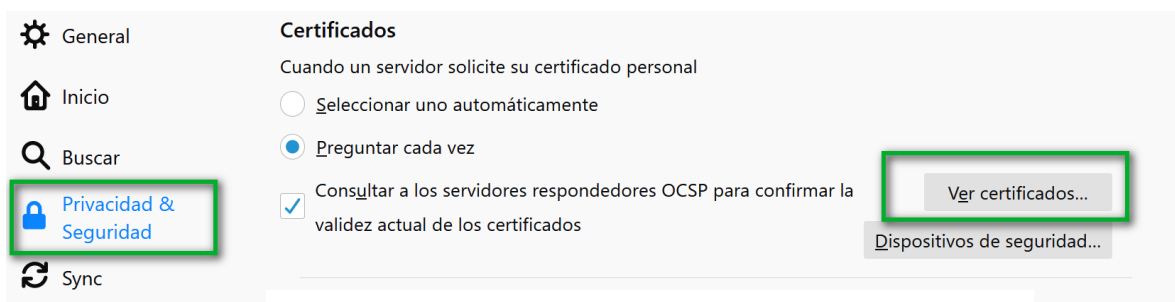 General
Inicio
Buscar
Privacidad &
Seguridad
Sync
Certificados
Cuando un servidor solicite su certificado personal
Seleccionar uno automáticamente
Preguntar cada vez
Consultar a los servidores respondedores OCSP para confirmar la
validez actual de los certificados
Ver certificados...
Dispositivos de seguridad...